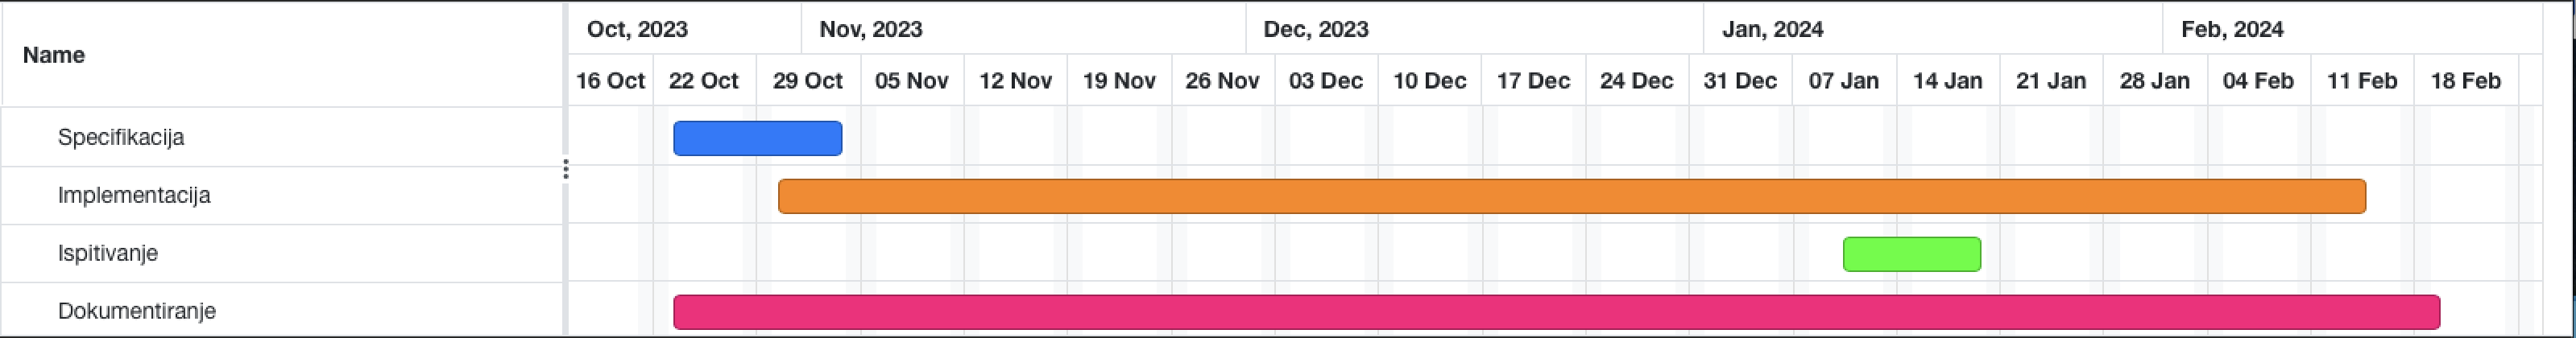 Name
Oct, 2023 Nov, 2023 Dec, 2023 Jan, 2024 Feb, 2024
16 Oct 22 Oct 29 Oct 05 Nov 12 Nov 19 Nov 26 Nov 03 Dec 10 Dec 17 Dec 24 Dec 31 Dec 07 Jan 14 Jan 21 Jan 28 Jan 04 Feb 11 Feb 18 Feb
Specifikacija
Implementacija
Ispitivanje
Dokumentiranje